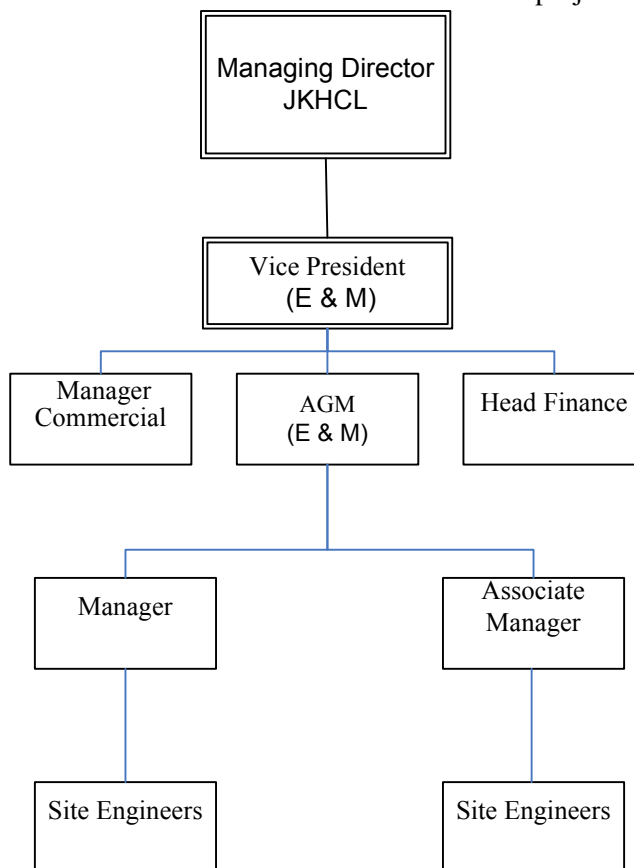 Managing Director
JKHCL
Vice President
(E & M)
Manager
Commercial
AGM
(E & M)
Head Finance
Manager
Associate
Manager
Site Engineers
Site Engineers